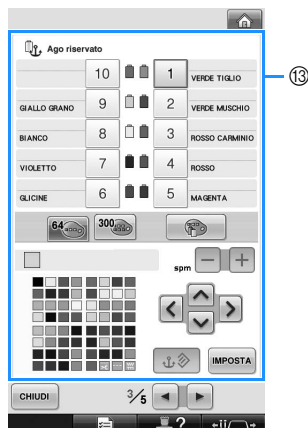 Ago riservato
10 1 VERDE TIGLIO
GIALLO GRANO 9 2 VERDE MUSCHIO
BIANCO 8 3 ROSSO CARMINIO
VIOLETTO 7 4 ROSSO
GLICINE 6 5 MAGENTA
64 300
spm − +
IMPOSTA
CHIUDI 3/5
?
⑬